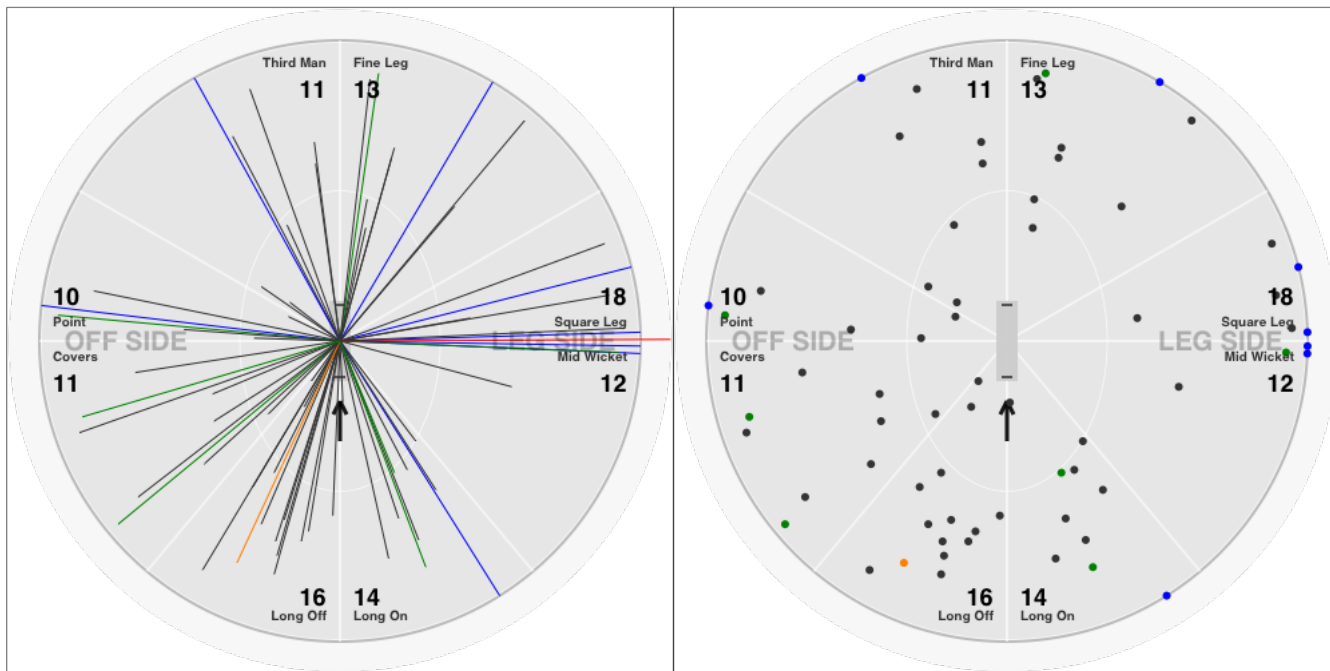 Third Man Fine Leg
11 13
10 18
Point Square Leg
OFF SIDE LEG SIDE
Covers Mid Wicket
11 12
16 14
Long Off Long On
Third Man Fine Leg
11 13
10 18
Point Square Leg
OFF SIDE LEG SIDE
Covers Mid Wicket
11 12
16 14
Long Off Long On